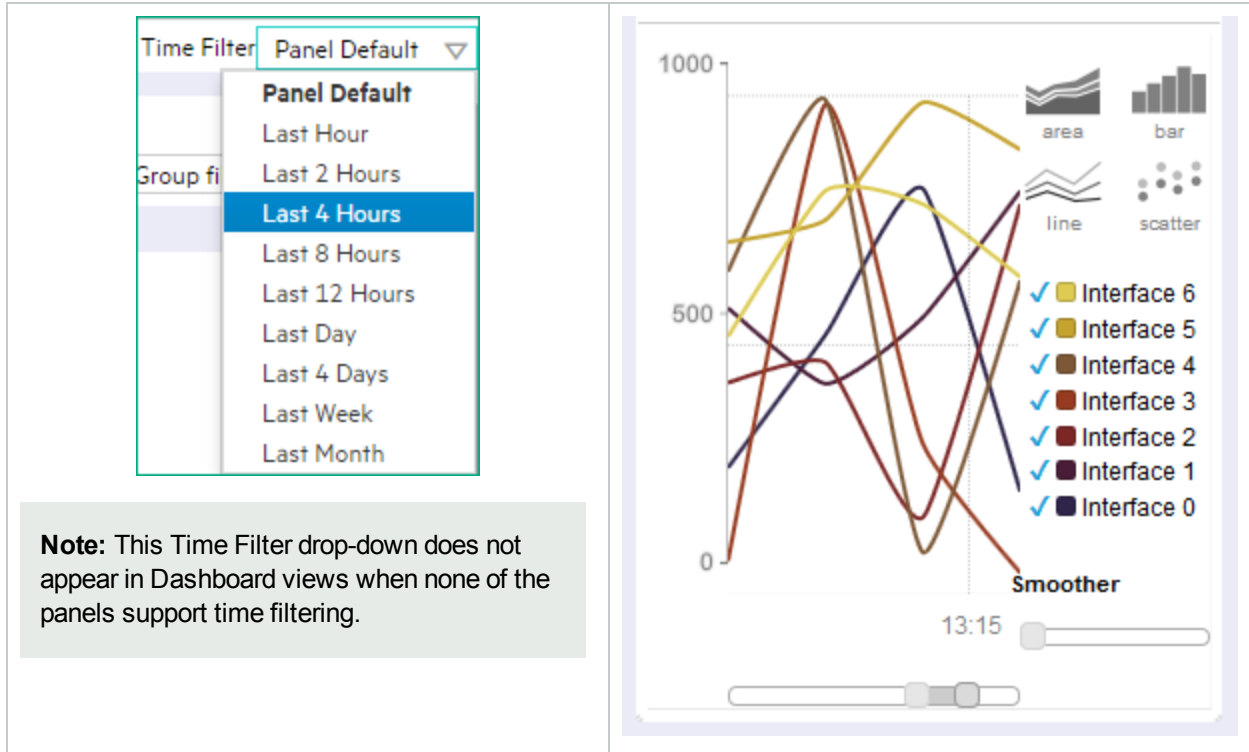 Time Filter Panel Default
Panel Default
Last Hour
Last 2 Hours
Group fi
Last 4 Hours
Last 8 Hours
Last 12 Hours
Last Day
Last 4 Days
Last Week
Last Month
Note: This Time Filter drop-down does not
appear in Dashboard views when none of the
panels support time filtering.
1000
500
0
area bar
line scatter
Interface 6
Interface 5
Interface 4
Interface 3
Interface 2
Interface 1
Interface 0
Smoother
13:15